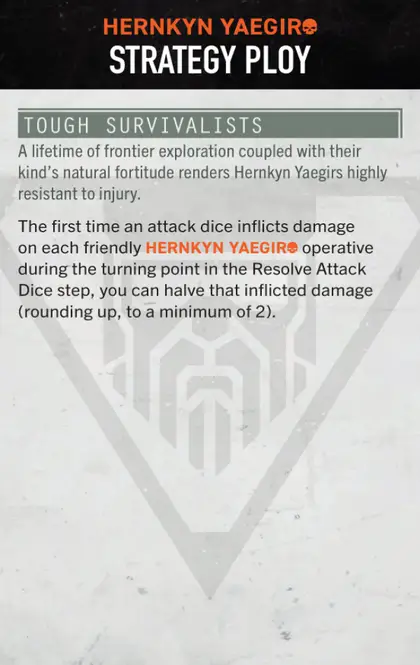 HERNKYN YAEGIR
STRATEGY PLOY
TOUGH SURVIVALISTS
A lifetime of frontier exploration coupled with their
kind's natural fortitude renders Hernkyn Yaegirs highly
resistant to injury.
The first time an attack dice inflicts damage
on each friendly HERNKYN YAEGIR operative
during the turning point in the Resolve Attack
Dice step, you can halve that inflicted damage
(rounding up, to a minimum of 2).